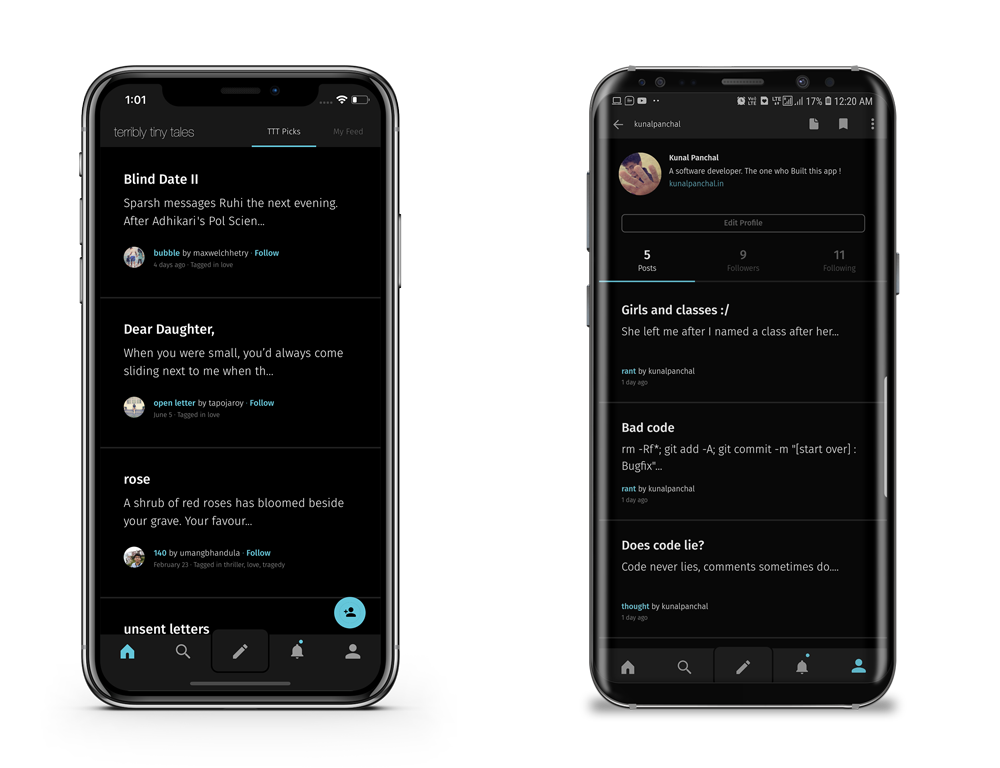 1:01
terribly tiny tales
TTT Picks
My Feed
Blind Date II
Sparsh messages Ruhi the next evening.
After Adhikari's Pol Scien...
bubble by maxwelchhetry · Follow
4 days ago · Tagged in love
Dear Daughter,
When you were small, you'd always come
sliding next to me when th...
open letter by tapojaroy · Follow
June 5 · Tagged in love
rose
A shrub of red roses has bloomed beside
your grave. Your favour...
140 by umangbhandula · Follow
February 23 · Tagged in thriller, love, tragedy
unsent letters
17% 12:20 AM
kunalpanchal
Kunal Panchal
A software developer. The one who Built this app !
kunalpanchal.in
Edit Profile
5
Posts
9
Followers
11
Following
Girls and classes :/
She left me after I named a class after her...
rant by kunalpanchal
1 day ago
Bad code
rm -Rf*; git add -A; git commit -m "[start over] :
Bugfix"...
rant by kunalpanchal
1 day ago
Does code lie?
Code never lies, comments sometimes do....
thought by kunalpanchal
1 day ago